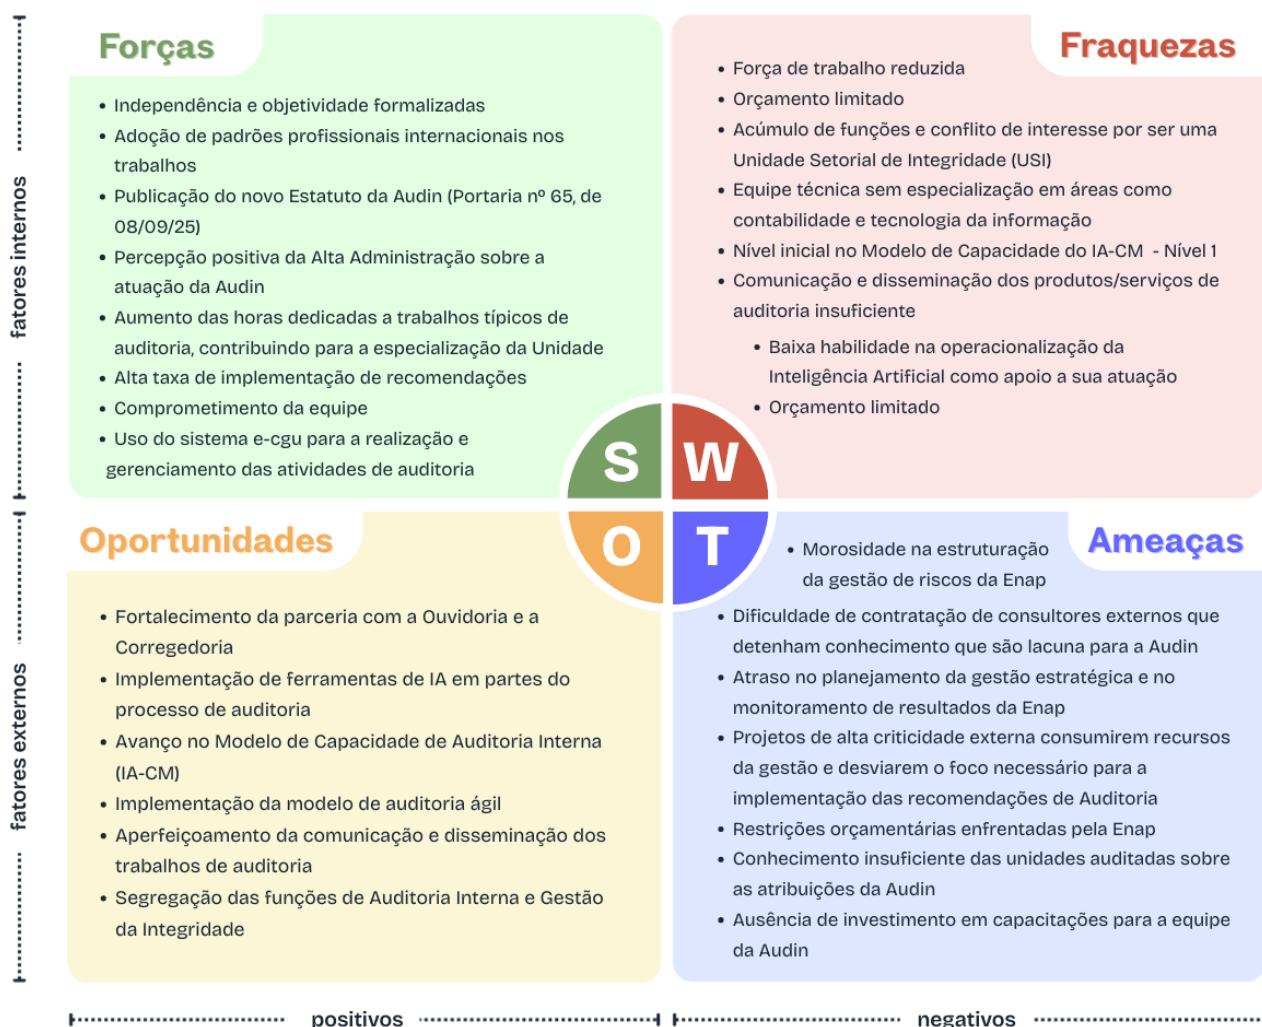 Forças
• Independência e objetividade formalizadas
• Adoção de padrões profissionais internacionais nos
trabalhos
• Publicação do novo Estatuto da Audin (Portaria nº 65, de
08/09/25)
• Percepção positiva da Alta Administração sobre a
atuação da Audin
• Aumento das horas dedicadas a trabalhos típicos de
auditoria, contribuindo para a especialização da Unidade
• Alta taxa de implementação de recomendações
• Comprometimento da equipe
• Uso do sistema e-cgu para a realização e
gerenciamento das atividades de auditoria
Fraquezas
• Força de trabalho reduzida
• Orçamento limitado
• Acúmulo de funções e conflito de interesse por ser uma
Unidade Setorial de Integridade (USI)
• Equipe técnica sem especialização em áreas como
contabilidade e tecnologia da informação
• Nível inicial no Modelo de Capacidade do IA-CM - Nível 1
• Comunicação e disseminação dos produtos/serviços de
auditoria insuficiente
• Baixa habilidade na operacionalização da
Inteligência Artificial como apoio a sua atuação
• Orçamento limitado
fatores internos
S
W
O
T
Oportunidades
• Fortalecimento da parceria com a Ouvidoria e a
Corregedoria
• Implementação de ferramentas de IA em partes do
processo de auditoria
• Avanço no Modelo de Capacidade de Auditoria Interna
(IA-CM)
• Implementação da modelo de auditoria ágil
• Aperfeiçoamento da comunicação e disseminação dos
trabalhos de auditoria
• Segregação das funções de Auditoria Interna e Gestão
da Integridade
Ameaças
• Morosidade na estruturação
da gestão de riscos da Enap
• Dificuldade de contratação de consultores externos que
detenham conhecimento que são lacuna para a Audin
• Atraso no planejamento da gestão estratégica e no
monitoramento de resultados da Enap
• Projetos de alta criticidade externa consumirem recursos
da gestão e desviarem o foco necessário para a
implementação das recomendações de Auditoria
• Restrições orçamentárias enfrentadas pela Enap
• Conhecimento insuficiente das unidades auditadas sobre
as atribuições da Audin
• Ausência de investimento em capacitações para a equipe
da Audin
fatores externos
positivos
negativos